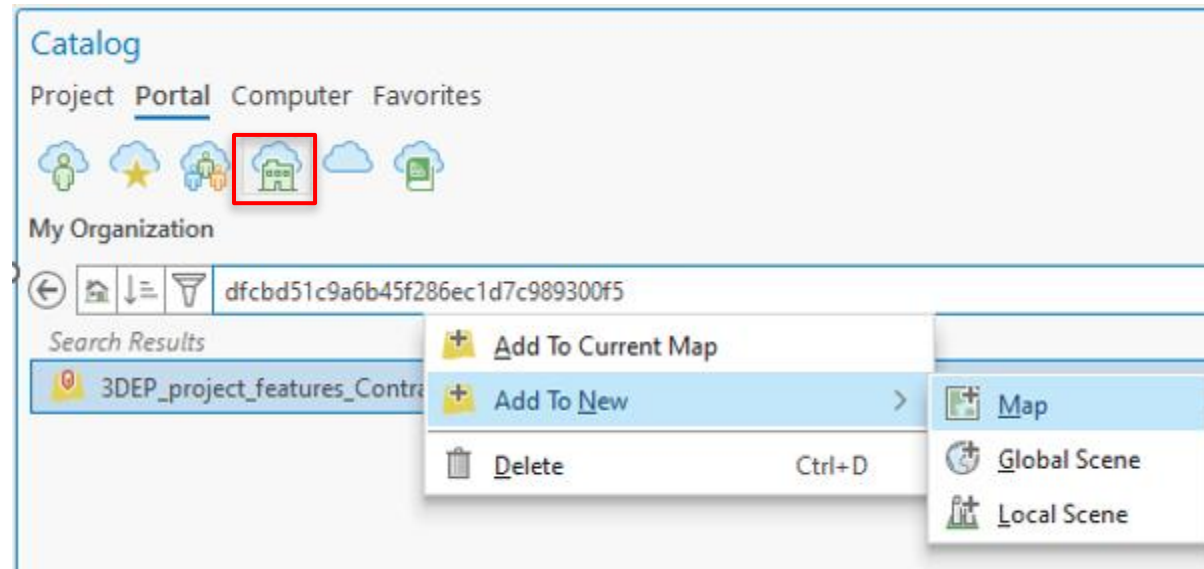 Catalog
Project Portal Computer Favorites
My Organization
dfcbd51c9a6b45f286ec1d7c989300f5
Search Results
3DEP_project_features_Contra
Add To Current Map
Add To New
Delete Ctrl+D
Map
Global Scene
Local Scene